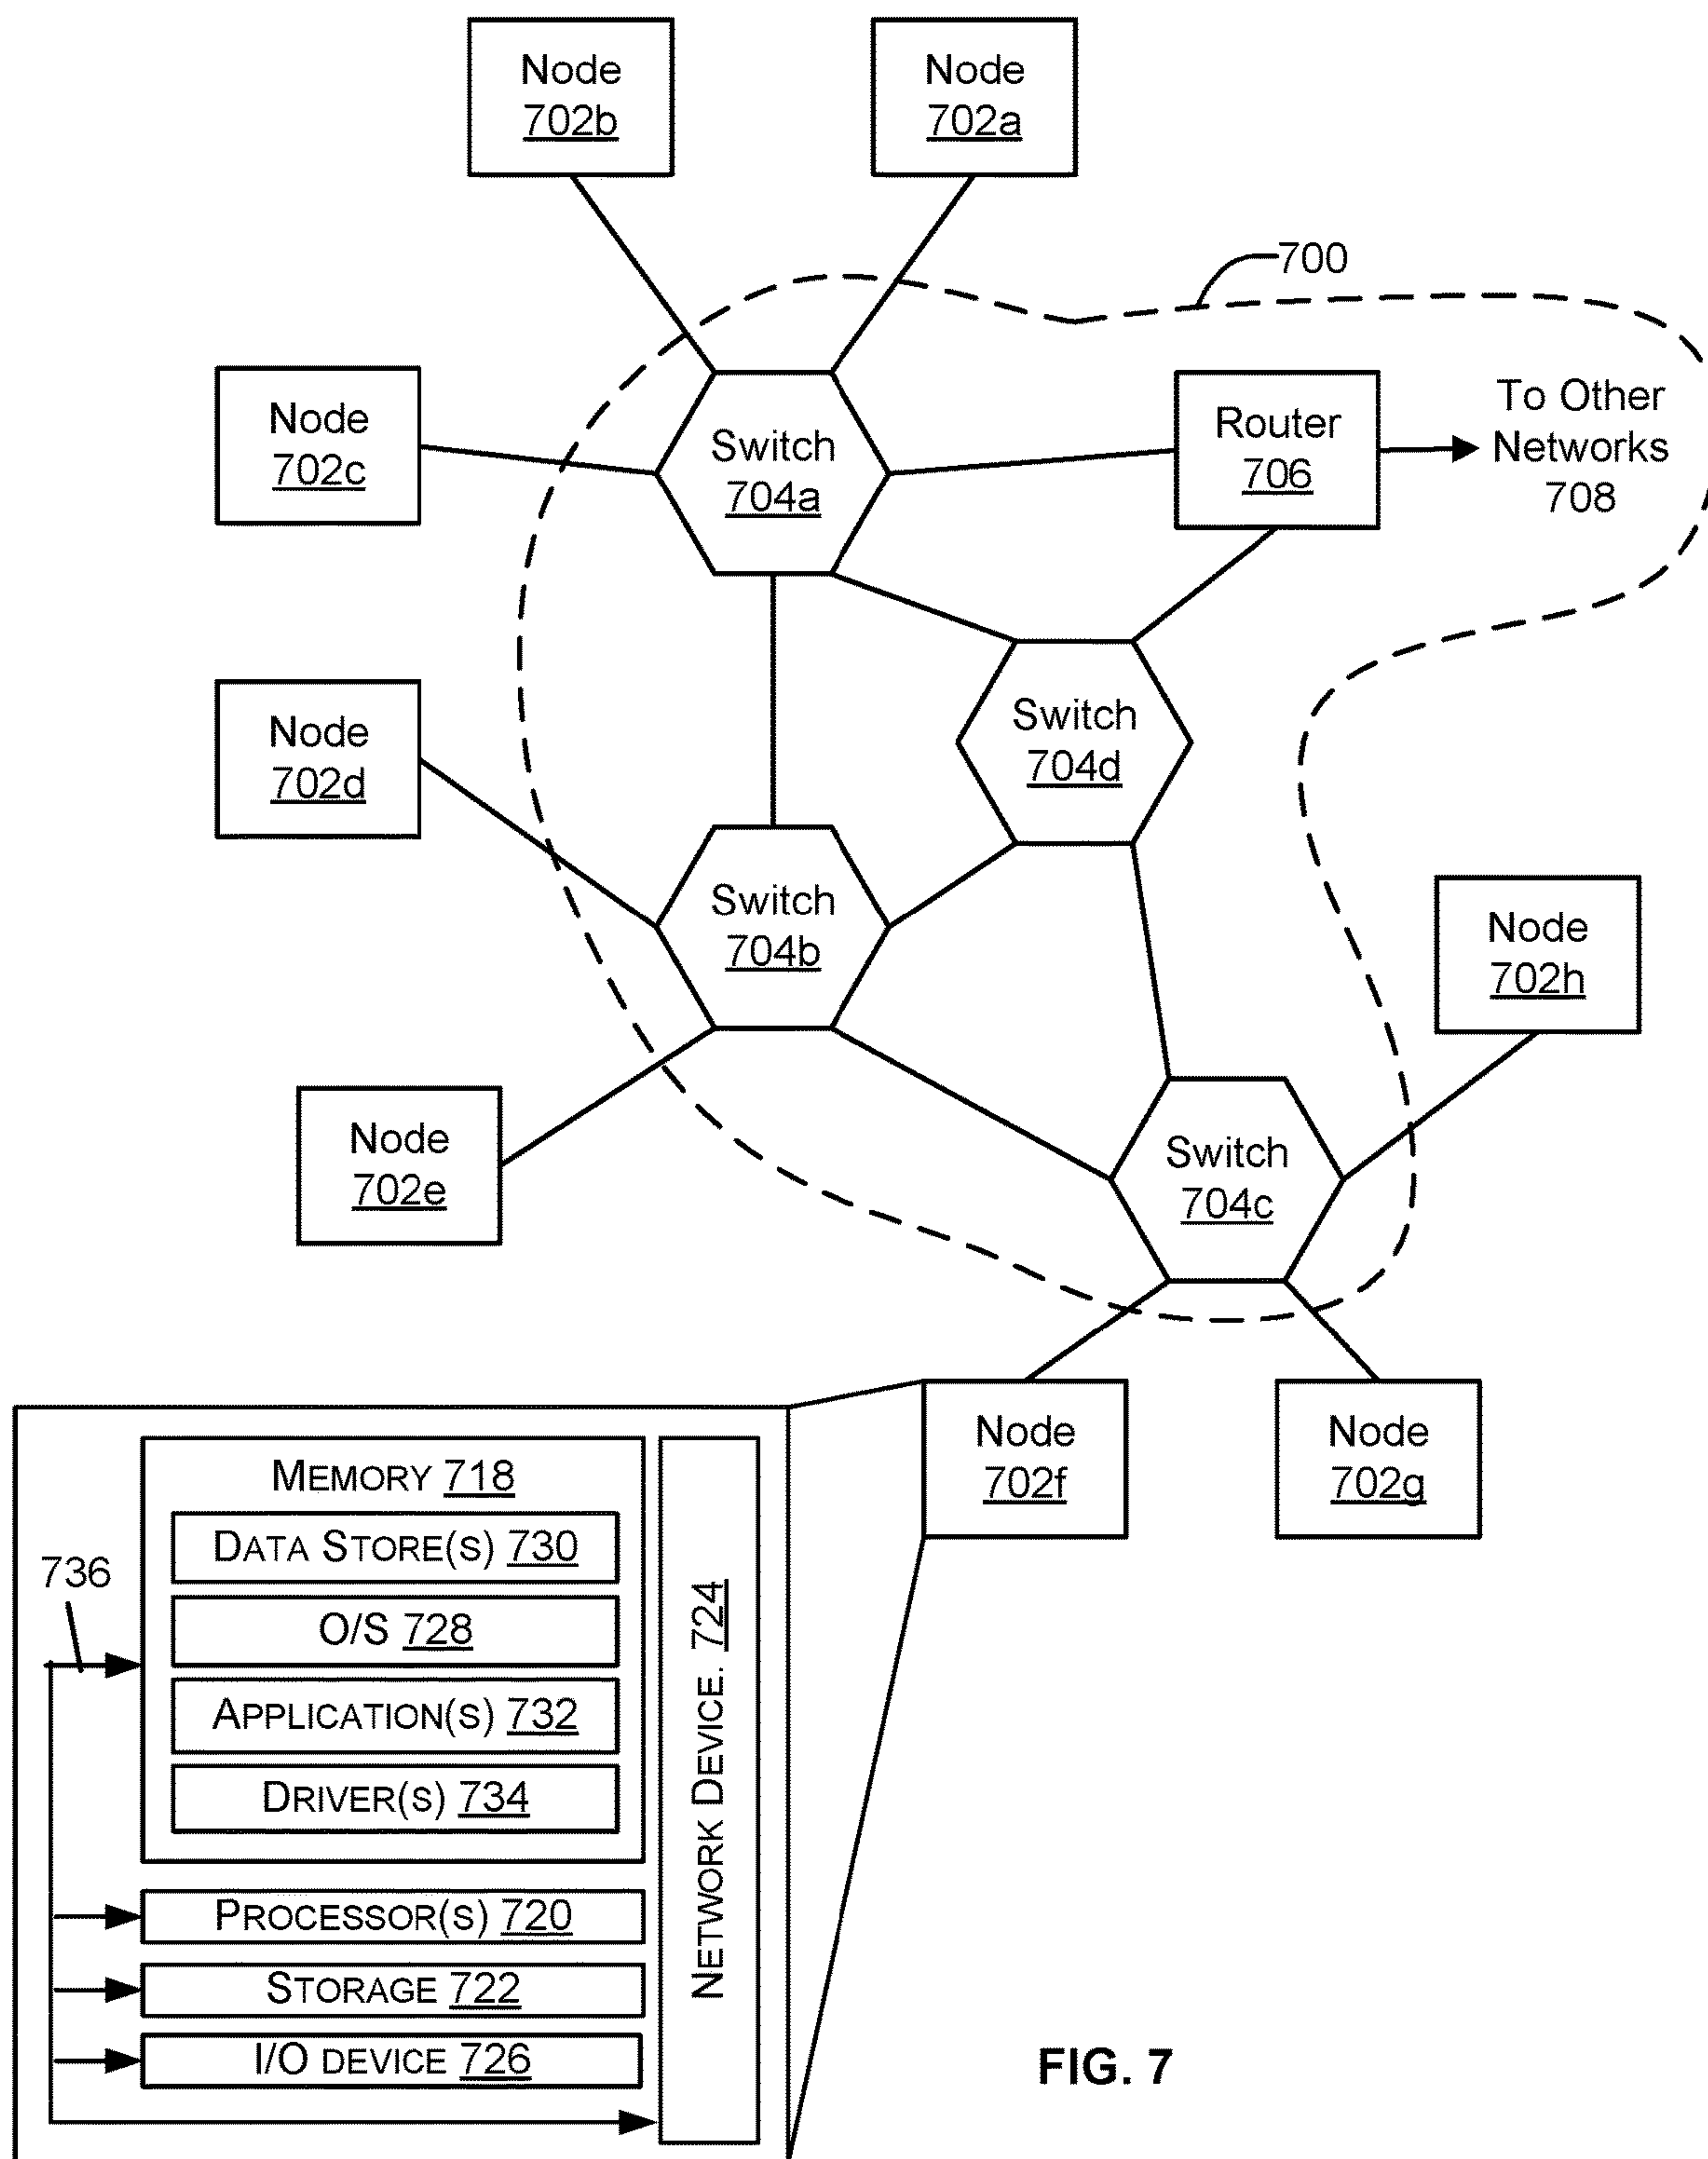 Node
702b
Node
702a
700
Node
702c
Switch
704a
Router
706
To Other
Networks
708
Node
702d
Switch
704d
Switch
704b
Node
702h
Node
702e
Switch
704c
Node
702f
Node
702g
MEMORY 718
DATA STORE(S) 730
736
O/S 728
APPLICATION(S) 732
DRIVER(S) 734
NETWORK DEVICE. 724
PROCESSOR(S) 720
STORAGE 722
I/O DEVICE 726
FIG. 7